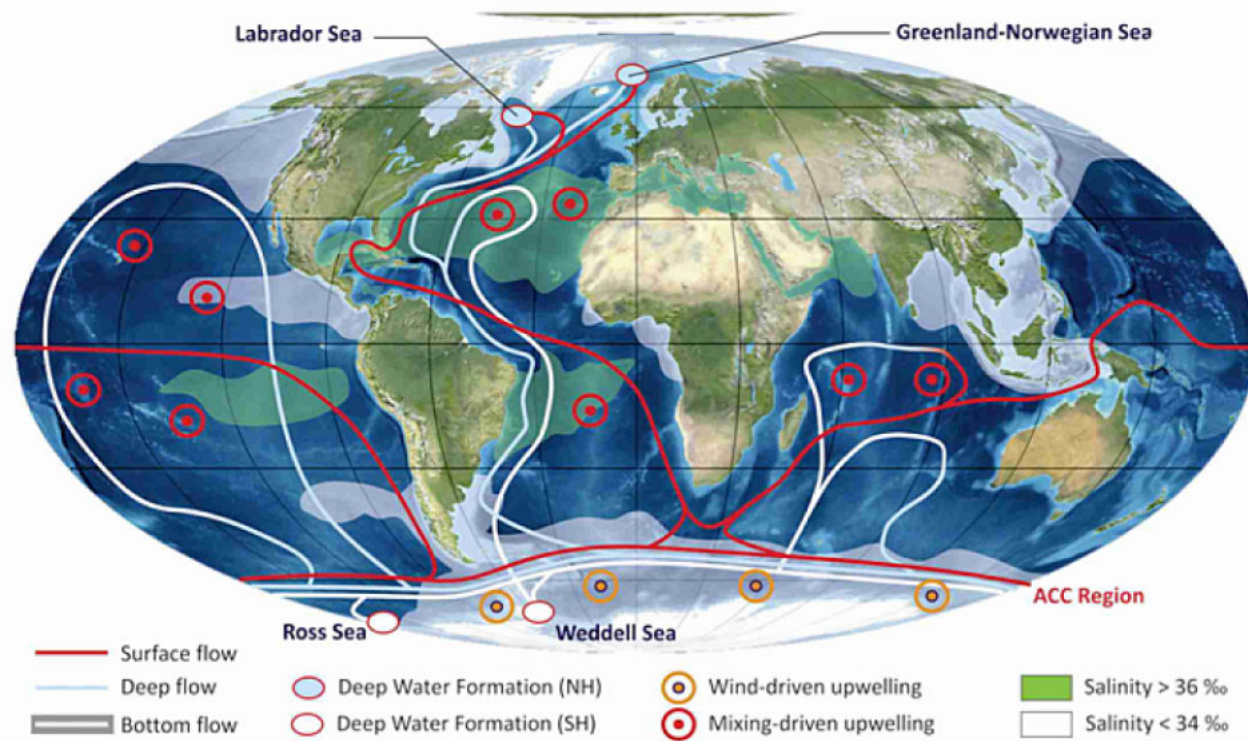 Labrador Sea
Greenland-Norwegian Sea
ACC Region
Ross Sea
Weddell Sea
Surface flow
Deep flow
Bottom flow
Deep Water Formation (NH)
Deep Water Formation (SH)
Wind-driven upwelling
Mixing-driven upwelling
Salinity > 36 ‰
Salinity < 34 ‰